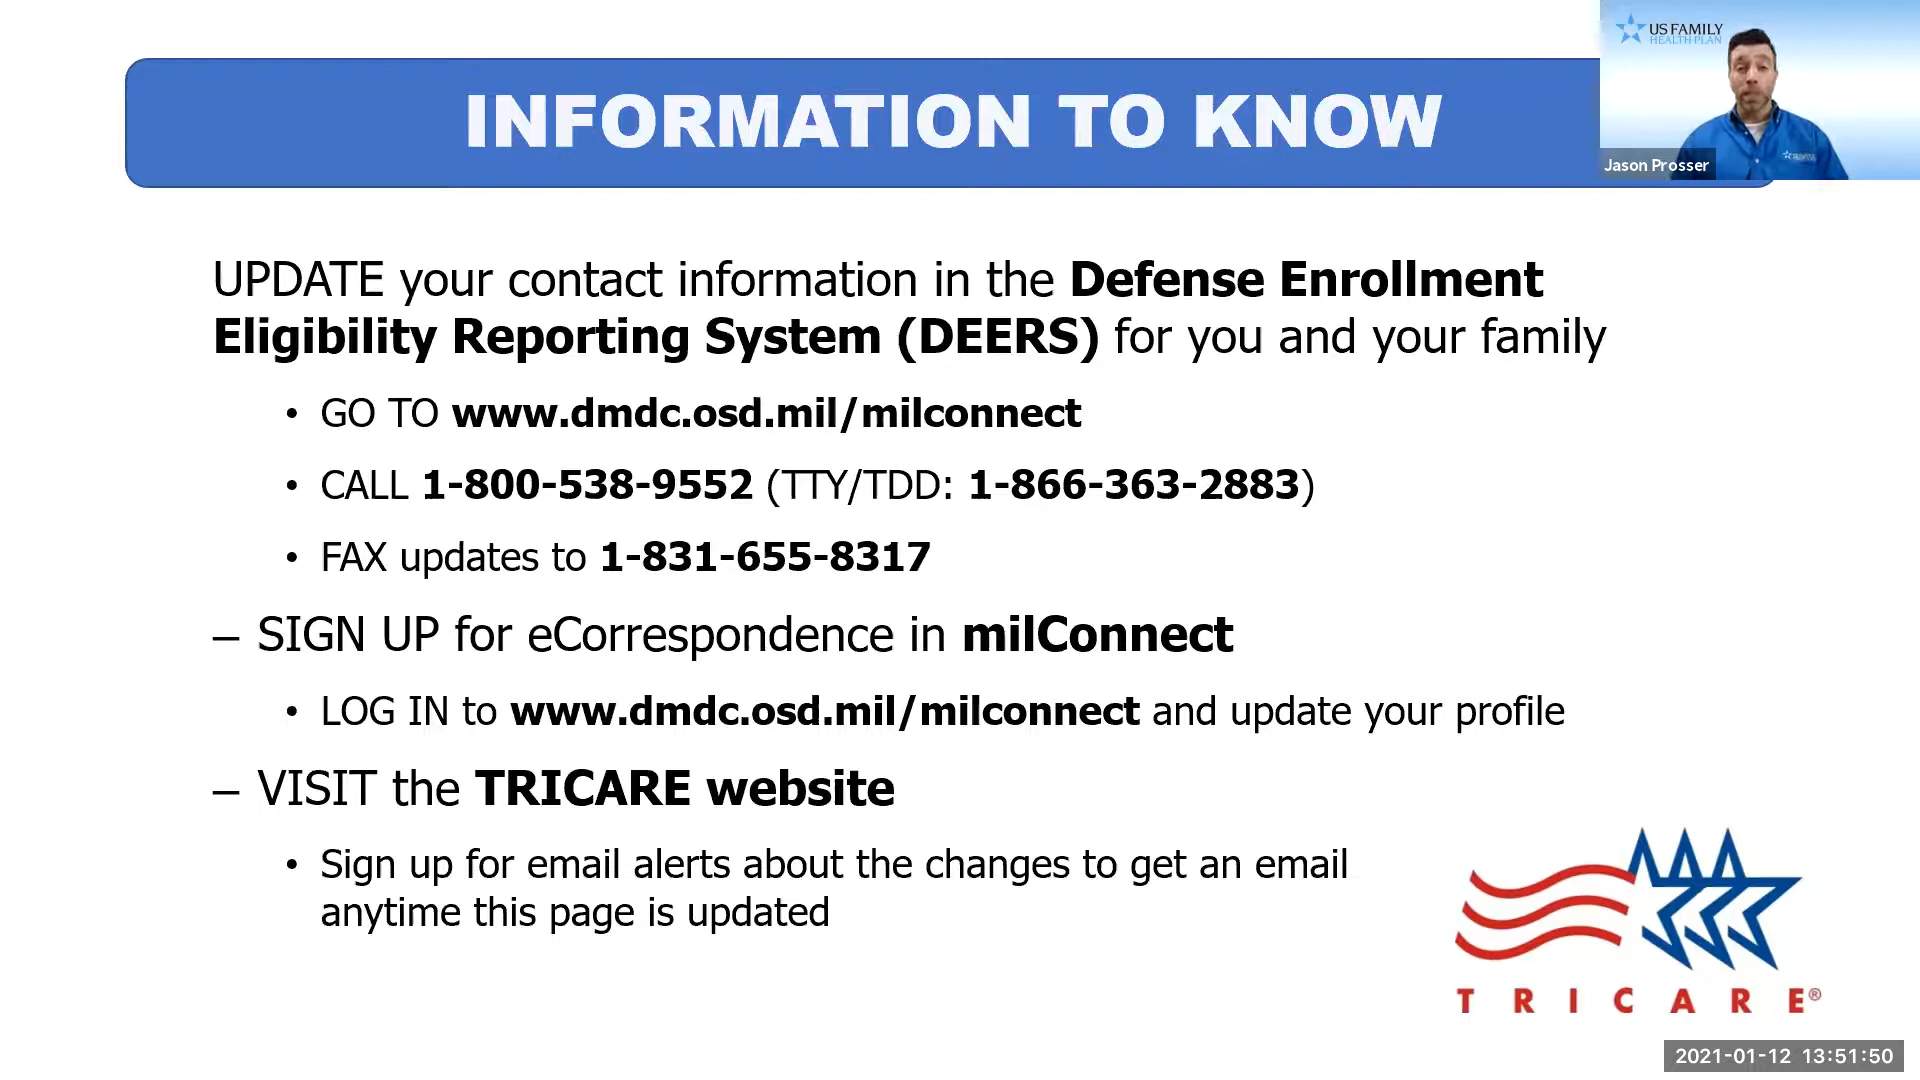 US FAMILY
HEALTH PLAN
INFORMATION TO KNOW
Jason Prosser
UPDATE your contact information in the Defense Enrollment
Eligibility Reporting System (DEERS) for you and your family
• GO TO www.dmdc.osd.mil/milconnect
• CALL 1-800-538-9552 (TTY/TDD: 1-866-363-2883)
• FAX updates to 1-831-655-8317
– SIGN UP for eCorrespondence in milConnect
• LOG IN to www.dmdc.osd.mil/milconnect and update your profile
– VISIT the TRICARE website
• Sign up for email alerts about the changes to get an email
anytime this page is updated
TRICARE®
2021-01-12 13:51:50